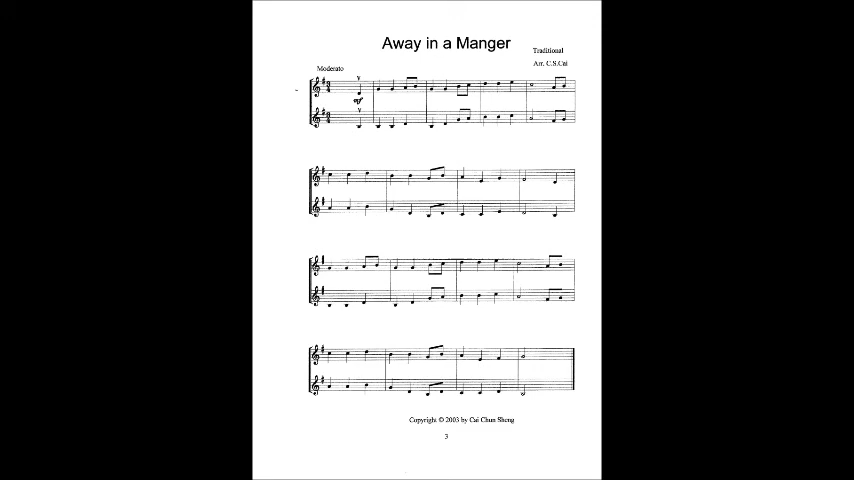 Away in a Manger
Traditional
Arr. C.S.Cai
Moderato
mf
Copyright © 2003 by Cai Chun Sheng
3